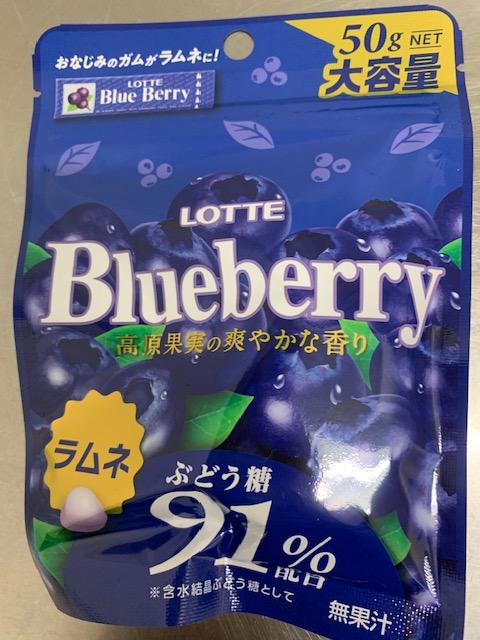 おなじみのガムがラムネに!
LOTTE
Blue Berry
50g NET
大容量
LOTTE
Blueberry
高原果実の爽やかな香り
ラムネ
ぶどう糖
91%
配合
※含水結晶ぶどう糖として
無果汁